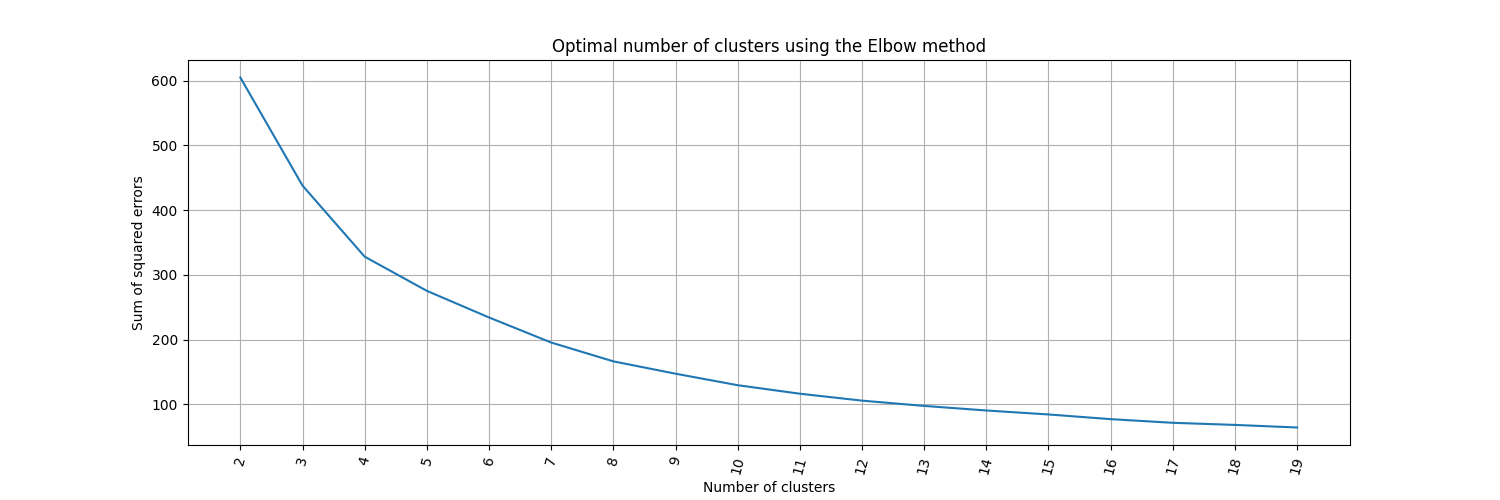 Optimal number of clusters using the Elbow method
Sum of squared errors
600
500
400
300
200
100
2 3 4 5 6 7 8 9 10 11 12 13 14 15 16 17 18 19
Number of clusters